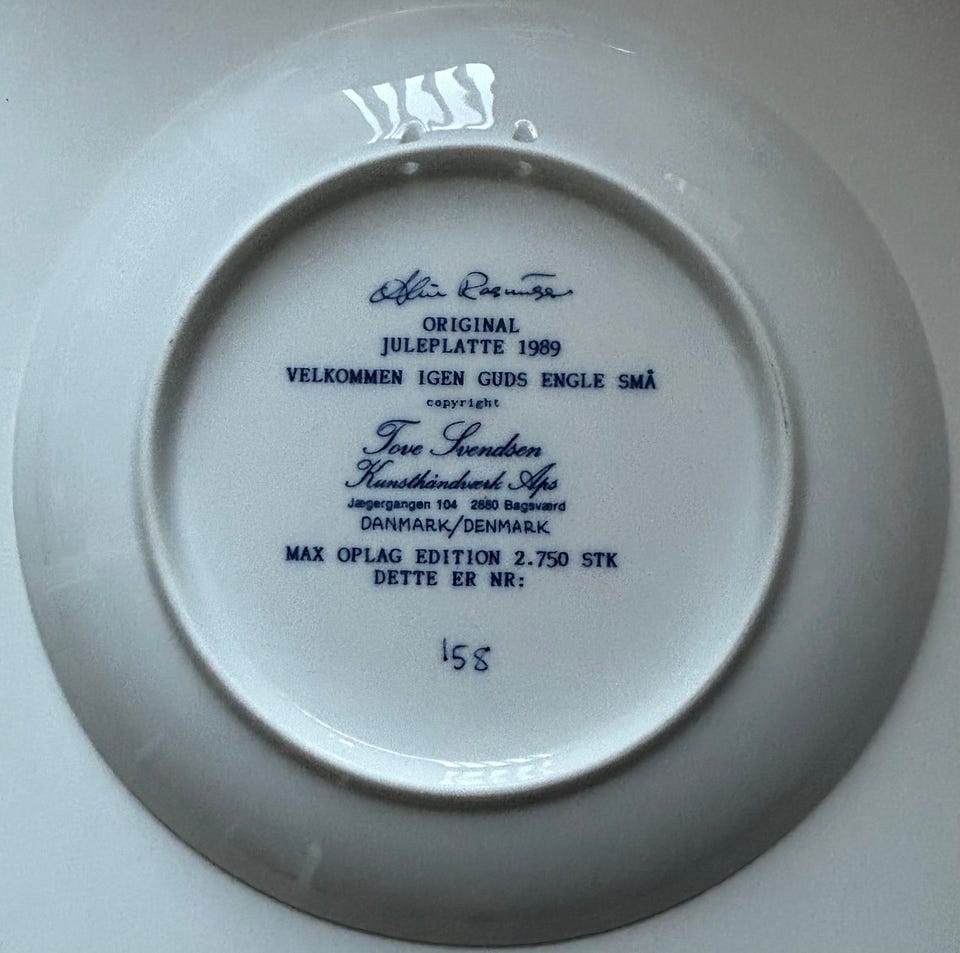 Rasmussen
ORIGINAL
JULEPLATTE 1989
VELKOMMEN IGEN GUDS ENGLE SMÅ
copyright
Tove Svendsen
Kunsthåndværk Aps
Jægergangen 104 2880 Bagsværd
DANMARK/DENMARK
MAX OPLAG EDITION 2.750 STK
DETTE ER NR:
158